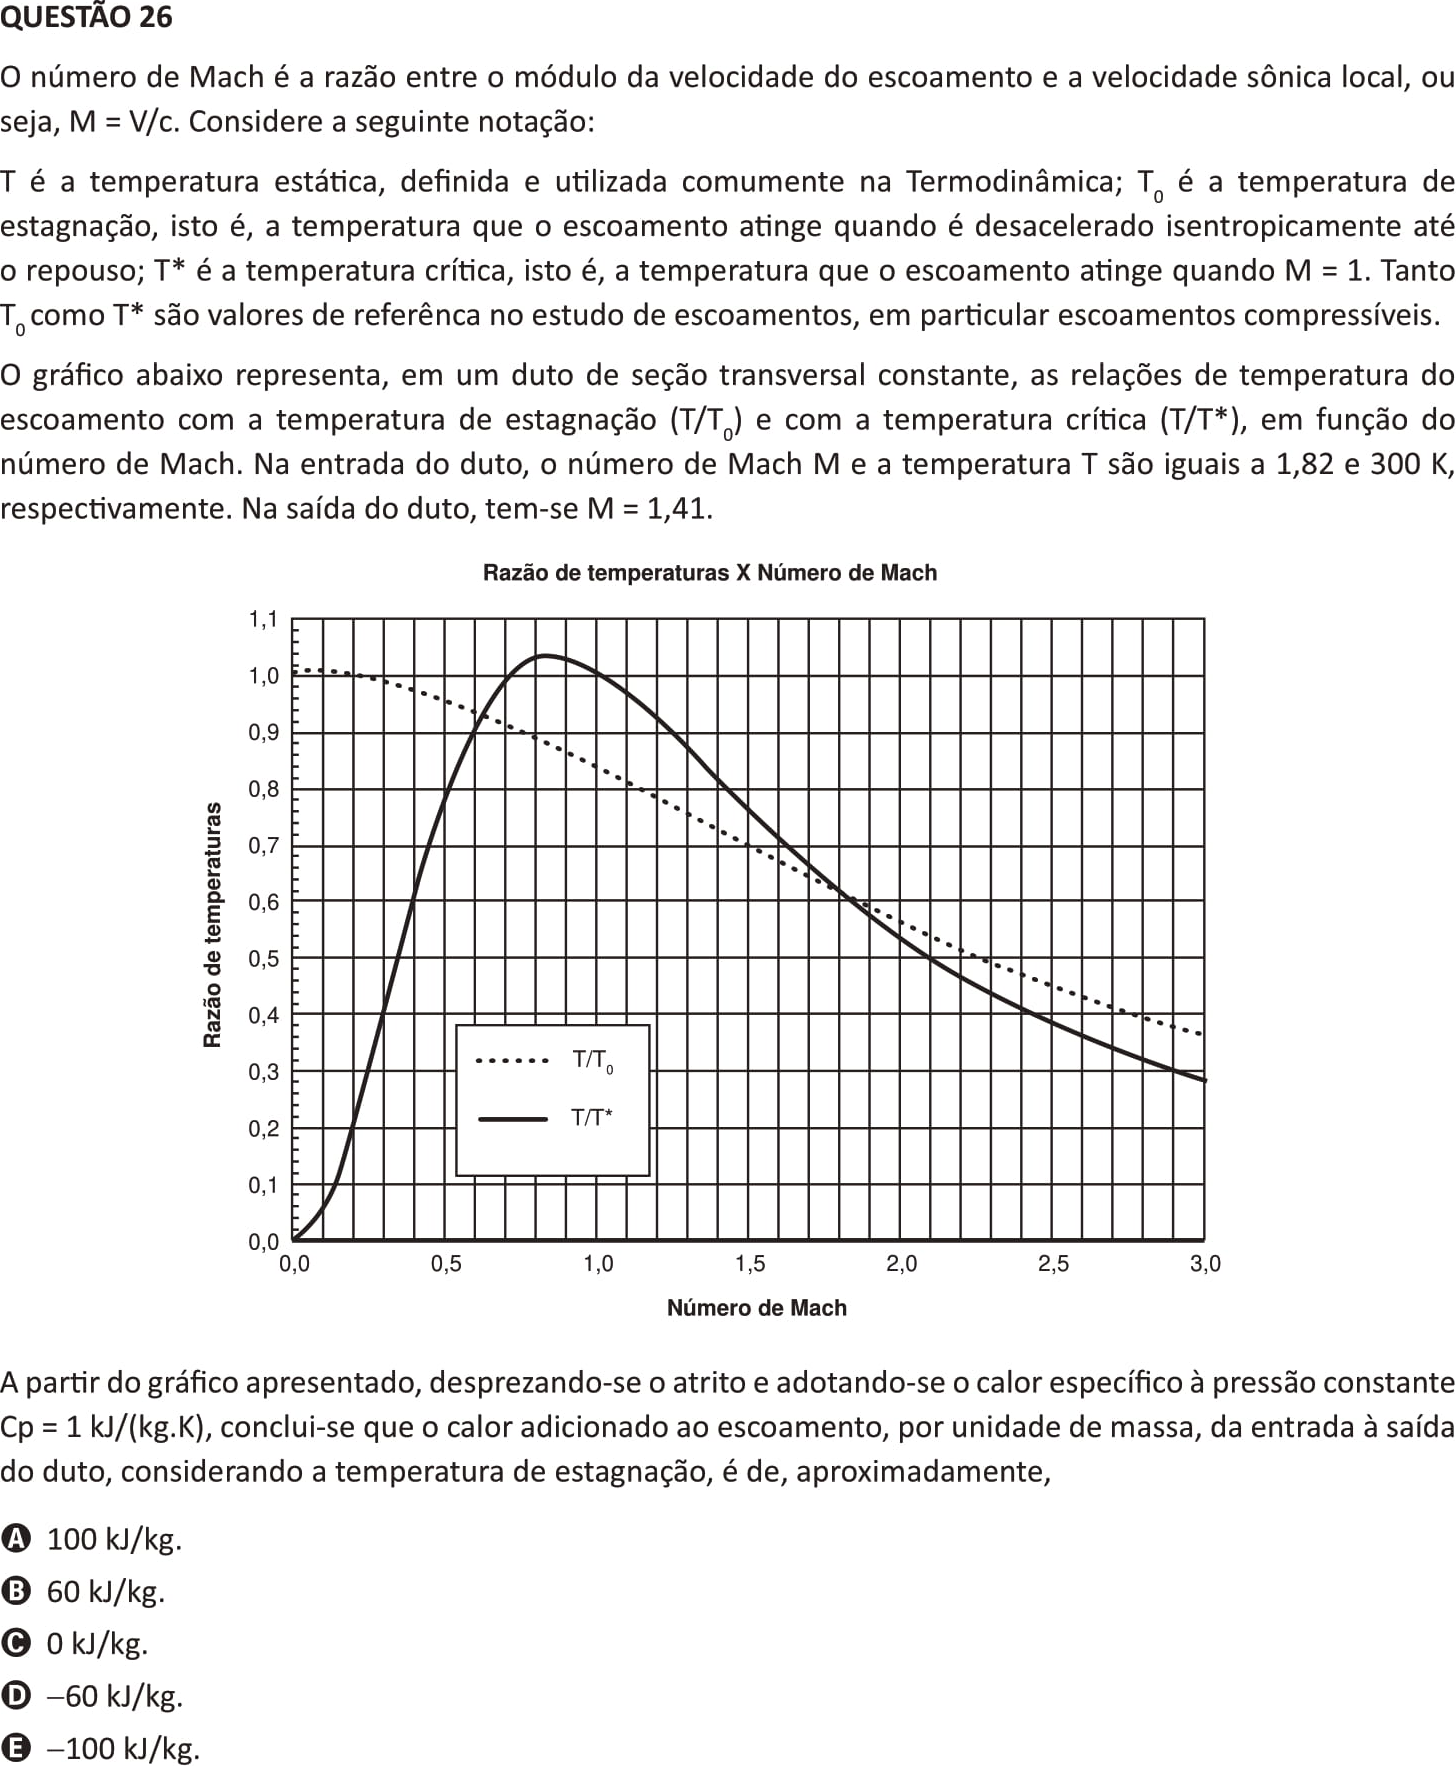 QUESTÃO 26
O número de Mach é a razão entre o módulo da velocidade do escoamento e a velocidade sônica local, ou
seja, M = V/c. Considere a seguinte notação:
T é a temperatura estática, definida e utilizada comumente na Termodinâmica; T₀ é a temperatura de
estagnação, isto é, a temperatura que o escoamento atinge quando é desacelerado isentropicamente até
o repouso; T* é a temperatura crítica, isto é, a temperatura que o escoamento atinge quando M = 1. Tanto
T₀ como T* são valores de referênca no estudo de escoamentos, em particular escoamentos compressíveis.
O gráfico abaixo representa, em um duto de seção transversal constante, as relações de temperatura do
escoamento com a temperatura de estagnação (T/T₀) e com a temperatura crítica (T/T*), em função do
número de Mach. Na entrada do duto, o número de Mach M e a temperatura T são iguais a 1,82 e 300 K,
respectivamente. Na saída do duto, tem-se M = 1,41.
Razão de temperaturas X Número de Mach
Razão de temperaturas
1,1
1,0
0,9
0,8
0,7
0,6
0,5
0,4
0,3
0,2
0,1
0,0
T/T₀
T/T*
0,0 0,5 1,0 1,5 2,0 2,5 3,0
Número de Mach
A partir do gráfico apresentado, desprezando-se o atrito e adotando-se o calor específico à pressão constante
Cp = 1 kJ/(kg.K), conclui-se que o calor adicionado ao escoamento, por unidade de massa, da entrada à saída
do duto, considerando a temperatura de estagnação, é de, aproximadamente,
A 100 kJ/kg.
B 60 kJ/kg.
C 0 kJ/kg.
D −60 kJ/kg.
E −100 kJ/kg.